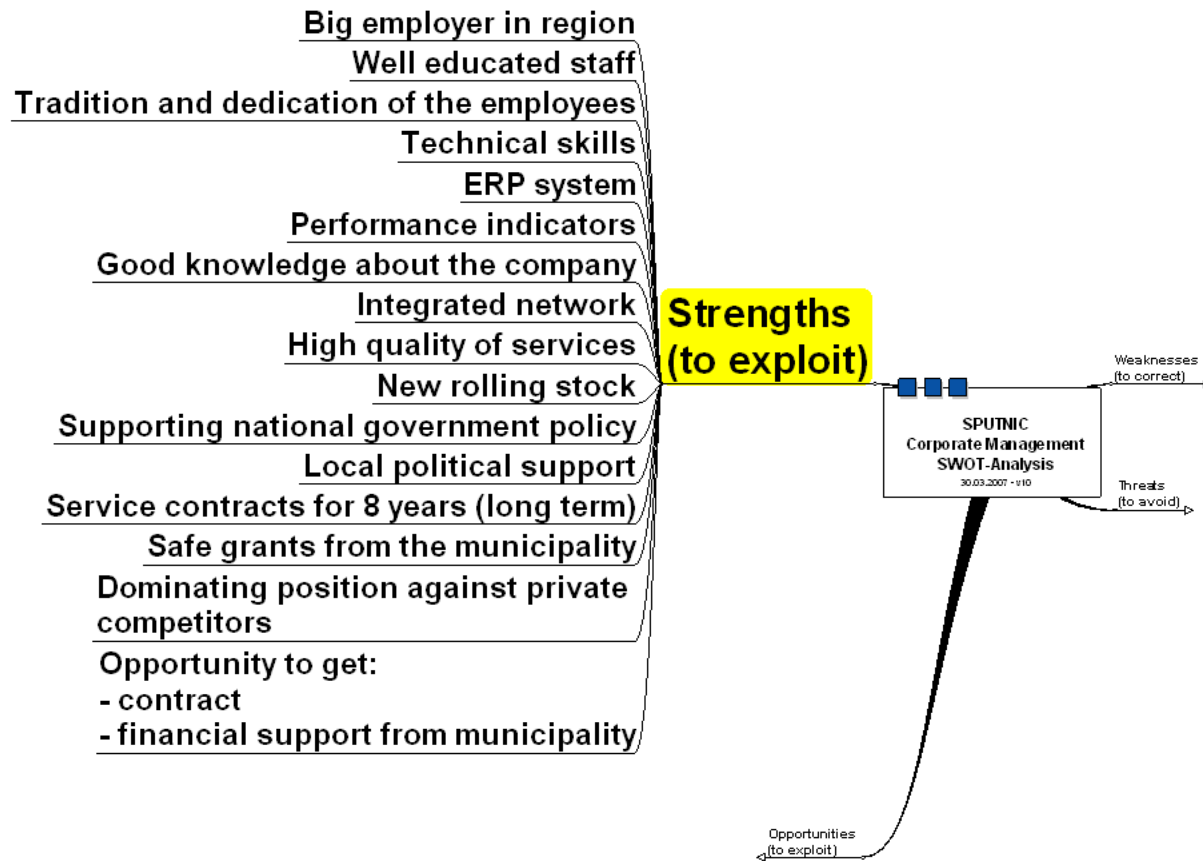 Big employer in region
Well educated staff
Tradition and dedication of the employees
Technical skills
ERP system
Performance indicators
Good knowledge about the company
Integrated network
High quality of services
New rolling stock
Supporting national government policy
Local political support
Service contracts for 8 years (long term)
Safe grants from the municipality
Dominating position against private
competitors
Opportunity to get:
- contract
- financial support from municipality
Strengths
(to exploit)
SPUTNIC
Corporate Management
SWOT-Analysis
30.03.2007 - v10
Weaknesses
(to correct)
Threats
(to avoid)
Opportunities
(to exploit)